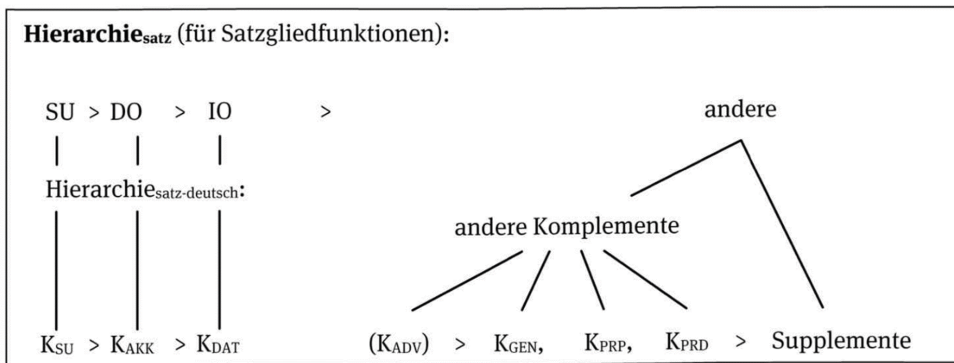 Hierarchiesatz (für Satzgliedfunktionen):
SU > DO > IO > andere
Hierarchiesatz-deutsch:
andere Komplemente
KSU > KAKK > KDAT (KADV) > KGEN, KPRP, KPRD > Supplemente